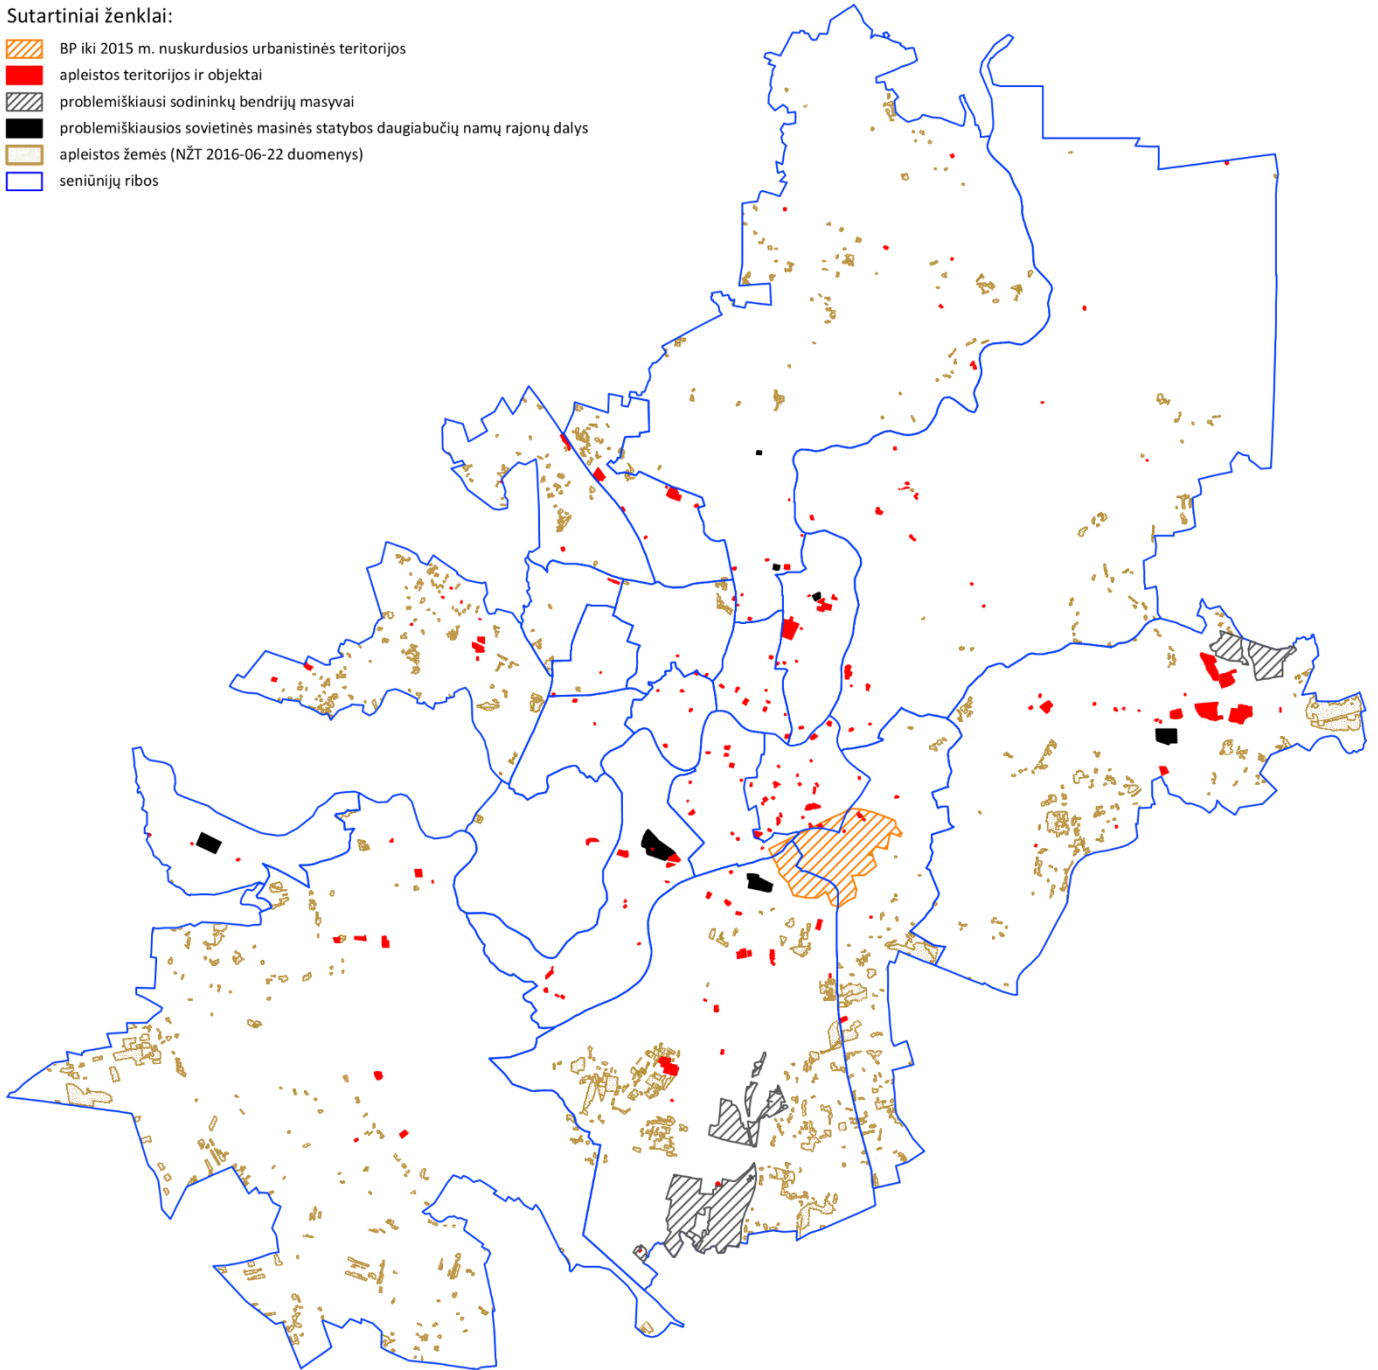 Sutartiniai ženklai:
BP iki 2015 m. nuskurdusios urbanistinės teritorijos
apleistos teritorijos ir objektai
problemiškiausi sodininkų bendrijų masyvai
problemiškiausios sovietinės masinės statybos daugiabučių namų rajonų dalys
apleistos žemės (NŽT 2016-06-22 duomenys)
seniūnijų ribos